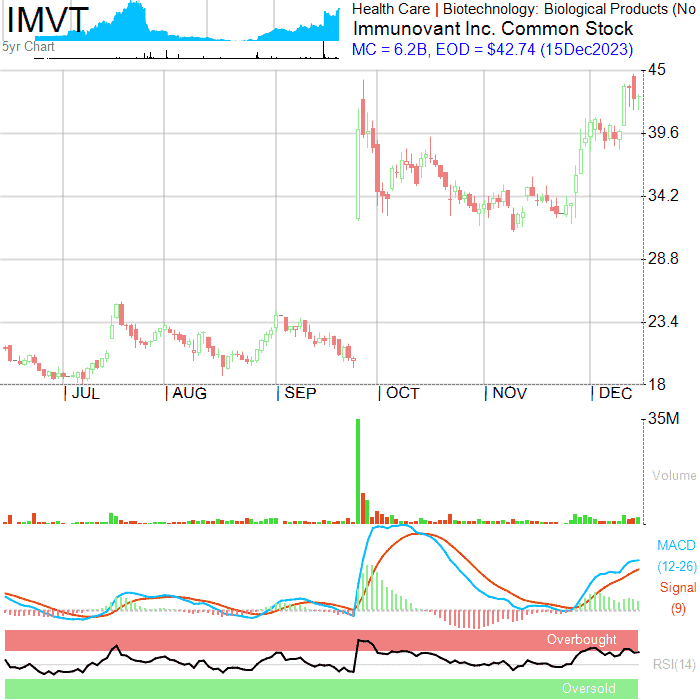 IMVT
Health Care | Biotechnology: Biological Products (No
Immunovant Inc. Common Stock
MC = 6.2B, EOD = $42.74 (15Dec2023)
5yr Chart
45
39.6
34.2
28.8
23.4
18
JUL AUG SEP OCT NOV DEC
35M
Volume
MACD
(12-26)
Signal
(9)
Overbought
RSI(14)
Oversold